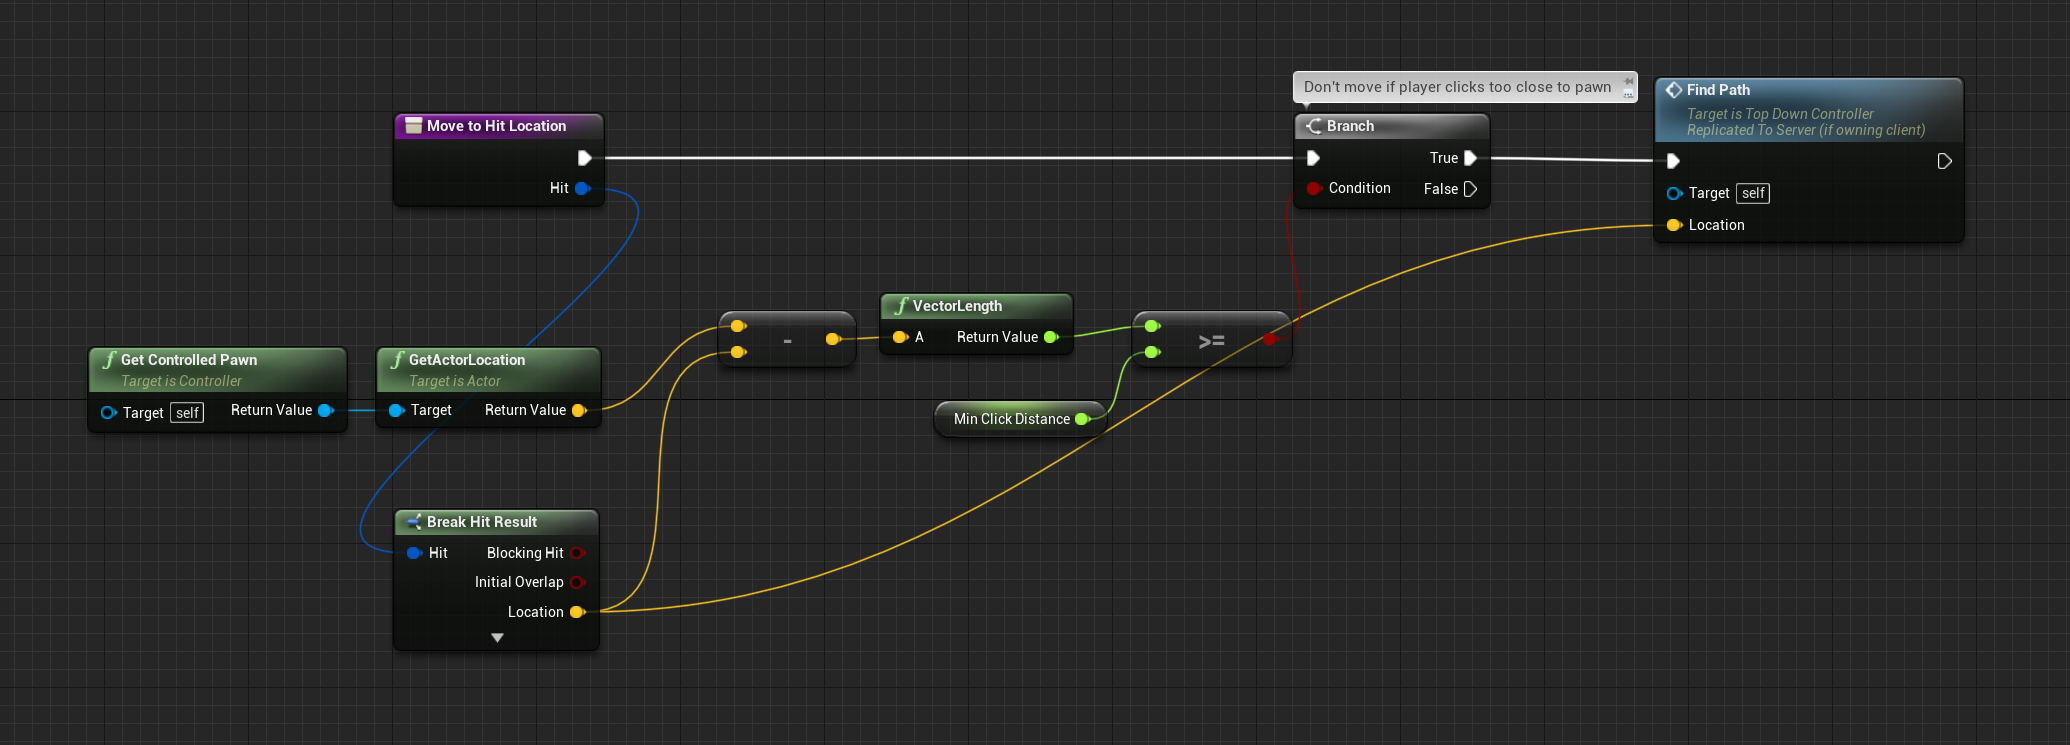 Don't move if player clicks too close to pawn
Move to Hit Location
Hit
Branch
True
Condition
False
Find Path
Target is Top Down Controller
Replicated To Server (if owning client)
Target self
Location
Get Controlled Pawn
Target is Controller
Target self
Return Value
GetActorLocation
Target is Actor
Target
Return Value
-
VectorLength
A
Return Value
>=
Min Click Distance
Break Hit Result
Hit
Blocking Hit
Initial Overlap
Location